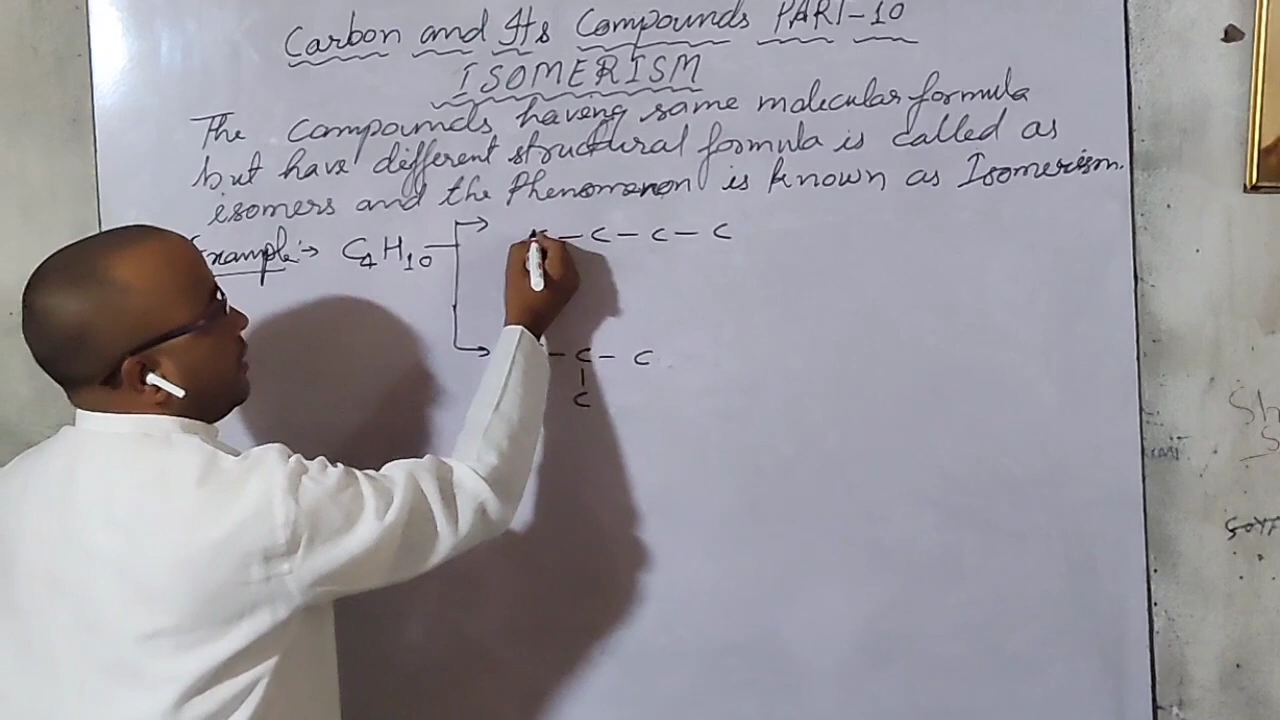 Carbon and Its Compounds PART-10
ISOMERISM
The compounds having same molecular formula
but have different structural formula is called as
isomers and the Phenomenon is known as Isomerism.
Example:→ C4H10
C – C – C – C
– C – C
|
C